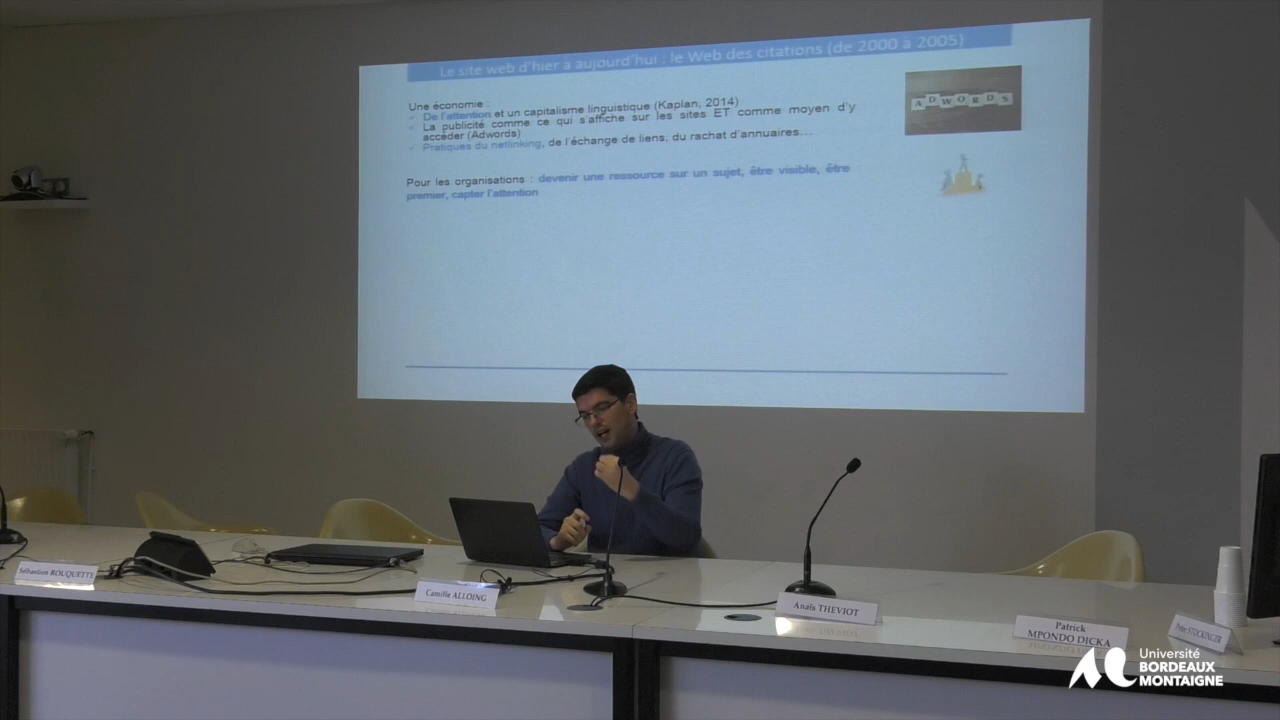 Le site web d'hier à aujourd'hui : le Web des citations (de 2000 à 2005)
Une économie :
De l'attention et un capitalisme linguistique (Kaplan, 2014)
La publicité comme ce qui s'affiche sur les sites ET comme moyen d'y
accéder (Adwords)
Pratiques du netlinking, de l'échange de liens, du rachat d'annuaires…
ADWORDS
Pour les organisations : devenir une ressource sur un sujet, être visible, être
premier, capter l'attention
Sébastien ROUQUETTE
Camille ALLOING
Anaïs THEVIOT
Patrick
MPONDO DICKA
Peter STOCKINGER
Université
BORDEAUX
MONTAIGNE